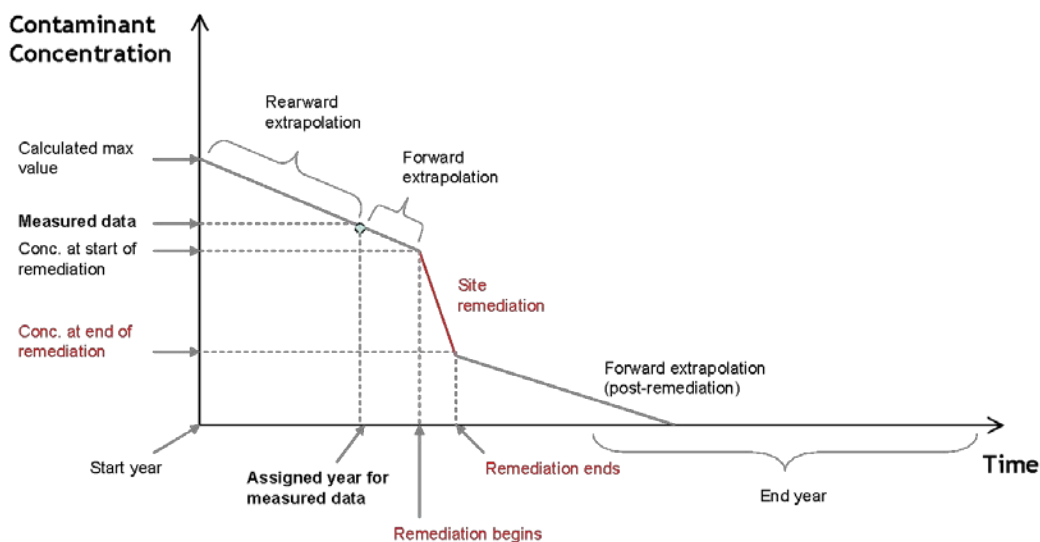 Contaminant
Concentration
Rearward
extrapolation
Calculated max
value
Forward
extrapolation
Measured data
Conc. at start of
remediation
Site
remediation
Conc. at end of
remediation
Forward extrapolation
(post-remediation)
Start year
Assigned year for
measured data
Remediation ends
Time
End year
Remediation begins